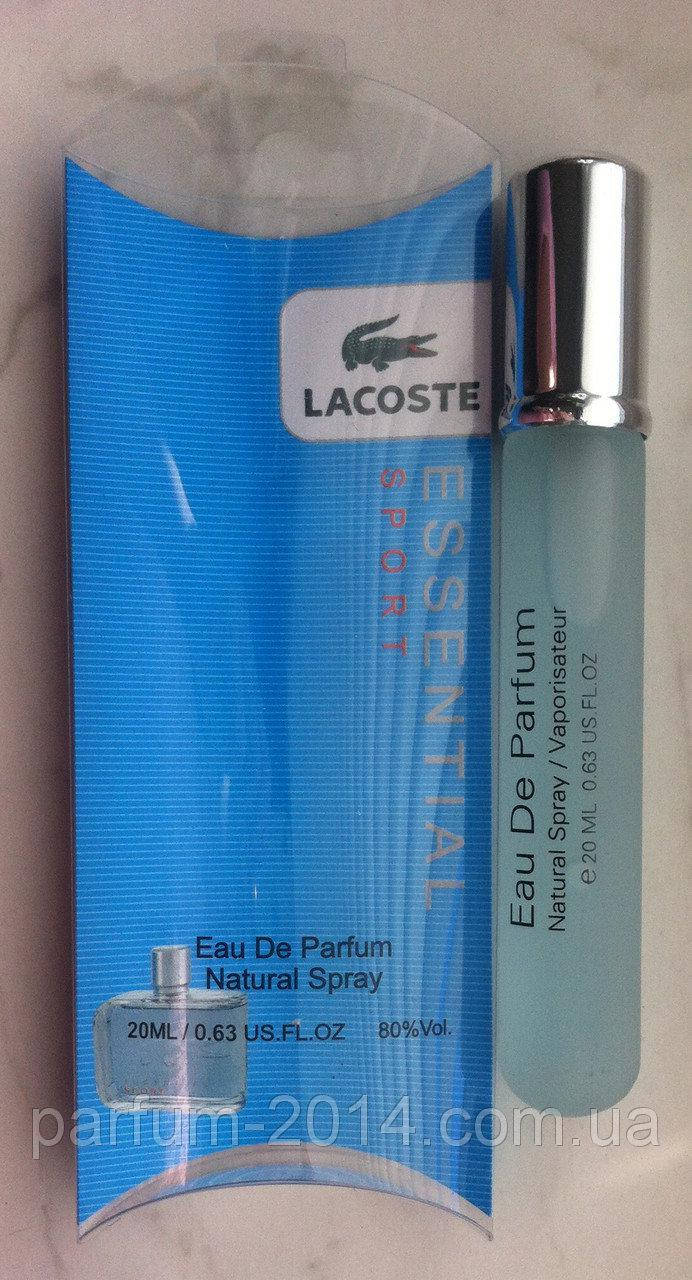 LACOSTE
ESSENTIAL
SPORT
Eau De Parfum
Natural Spray
20ML / 0.63 US.FL.OZ 80%Vol.
SPORT
Eau De Parfum
Natural Spray / Vaporisateur
e 20 ML 0.63 US.FL.OZ
parfum-2014.com.ua